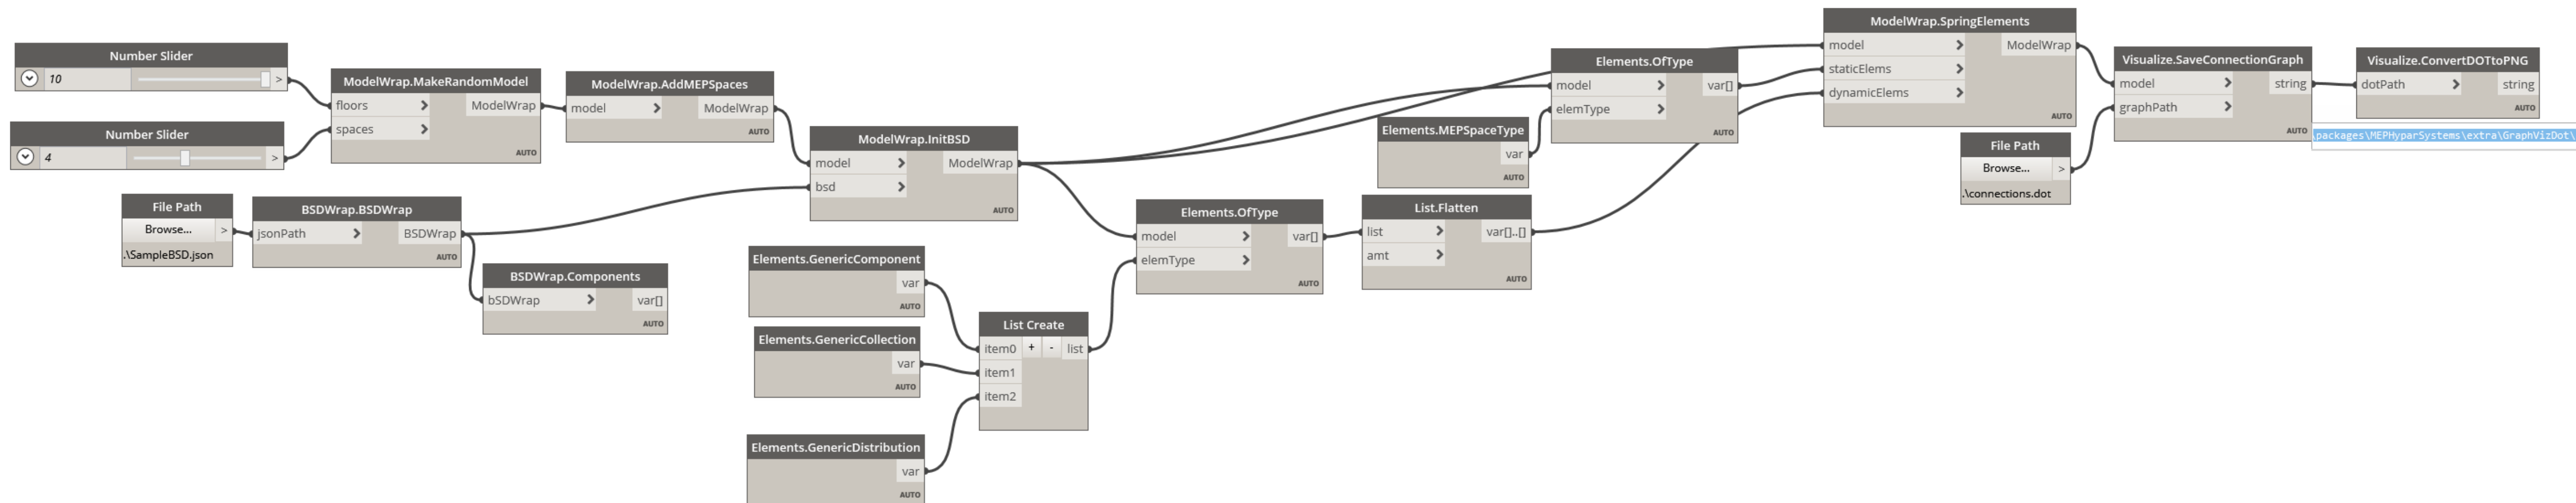 Number Slider
10
>
Number Slider
4
>
File Path
Browse... >
.\SampleBSD.json
ModelWrap.MakeRandomModel
floors > ModelWrap
spaces >
AUTO
BSDWrap.BSDWrap
jsonPath > BSDWrap
AUTO
BSDWrap.Components
bSDWrap > var[]
AUTO
ModelWrap.AddMEPSpaces
model > ModelWrap
AUTO
ModelWrap.InitBSD
model > ModelWrap
bsd >
AUTO
Elements.GenericComponent
var
AUTO
Elements.GenericCollection
var
AUTO
Elements.GenericDistribution
var
AUTO
List Create
item0 + - list
item1
item2
Elements.OfType
model > var[]
elemType >
AUTO
List.Flatten
list > var[]..[]
amt >
AUTO
Elements.MEPSpaceType
var
AUTO
Elements.OfType
model > var[]
elemType >
AUTO
ModelWrap.SpringElements
model > ModelWrap
staticElems >
dynamicElems >
AUTO
File Path
Browse... >
.\connections.dot
Visualize.SaveConnectionGraph
model > string
graphPath >
AUTO
\packages\MEPHyparSystems\extra\GraphVizDot\
Visualize.ConvertDOTtoPNG
dotPath > string
AUTO